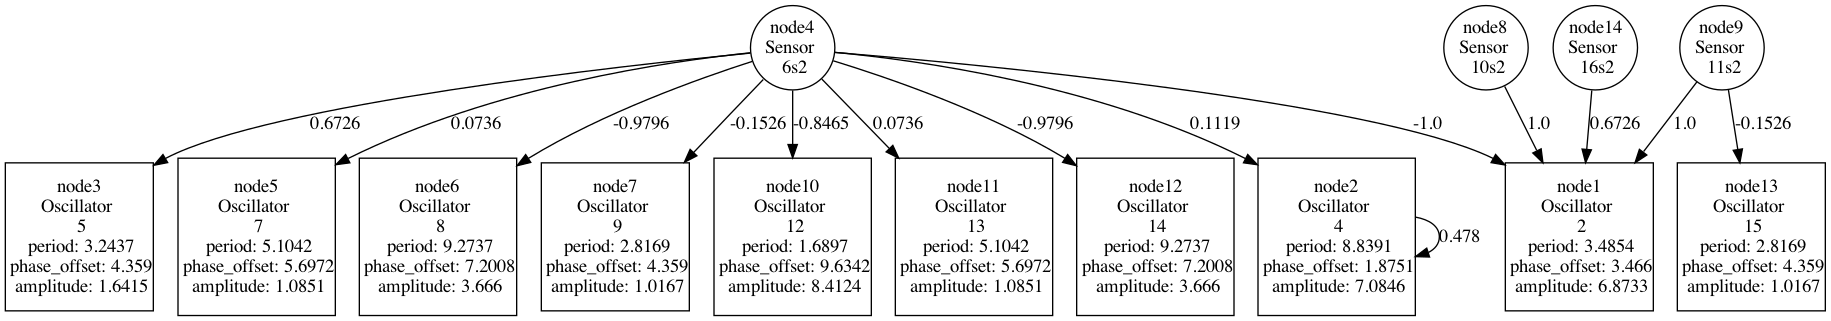 node4
Sensor
6s2
node8
Sensor
10s2
node14
Sensor
16s2
node9
Sensor
11s2
0.6726
0.0736
-0.9796
-0.1526
-0.8465
0.0736
-0.9796
0.1119
-1.0
1.0
0.6726
1.0
-0.1526
node3
Oscillator
5
period: 3.2437
phase_offset: 4.359
amplitude: 1.6415
node5
Oscillator
7
period: 5.1042
phase_offset: 5.6972
amplitude: 1.0851
node6
Oscillator
8
period: 9.2737
phase_offset: 7.2008
amplitude: 3.666
node7
Oscillator
9
period: 2.8169
phase_offset: 4.359
amplitude: 1.0167
node10
Oscillator
12
period: 1.6897
phase_offset: 9.6342
amplitude: 8.4124
node11
Oscillator
13
period: 5.1042
phase_offset: 5.6972
amplitude: 1.0851
node12
Oscillator
14
period: 9.2737
phase_offset: 7.2008
amplitude: 3.666
node2
Oscillator
4
period: 8.8391
phase_offset: 1.8751
amplitude: 7.0846
0.478
node1
Oscillator
2
period: 3.4854
phase_offset: 3.466
amplitude: 6.8733
node13
Oscillator
15
period: 2.8169
phase_offset: 4.359
amplitude: 1.0167